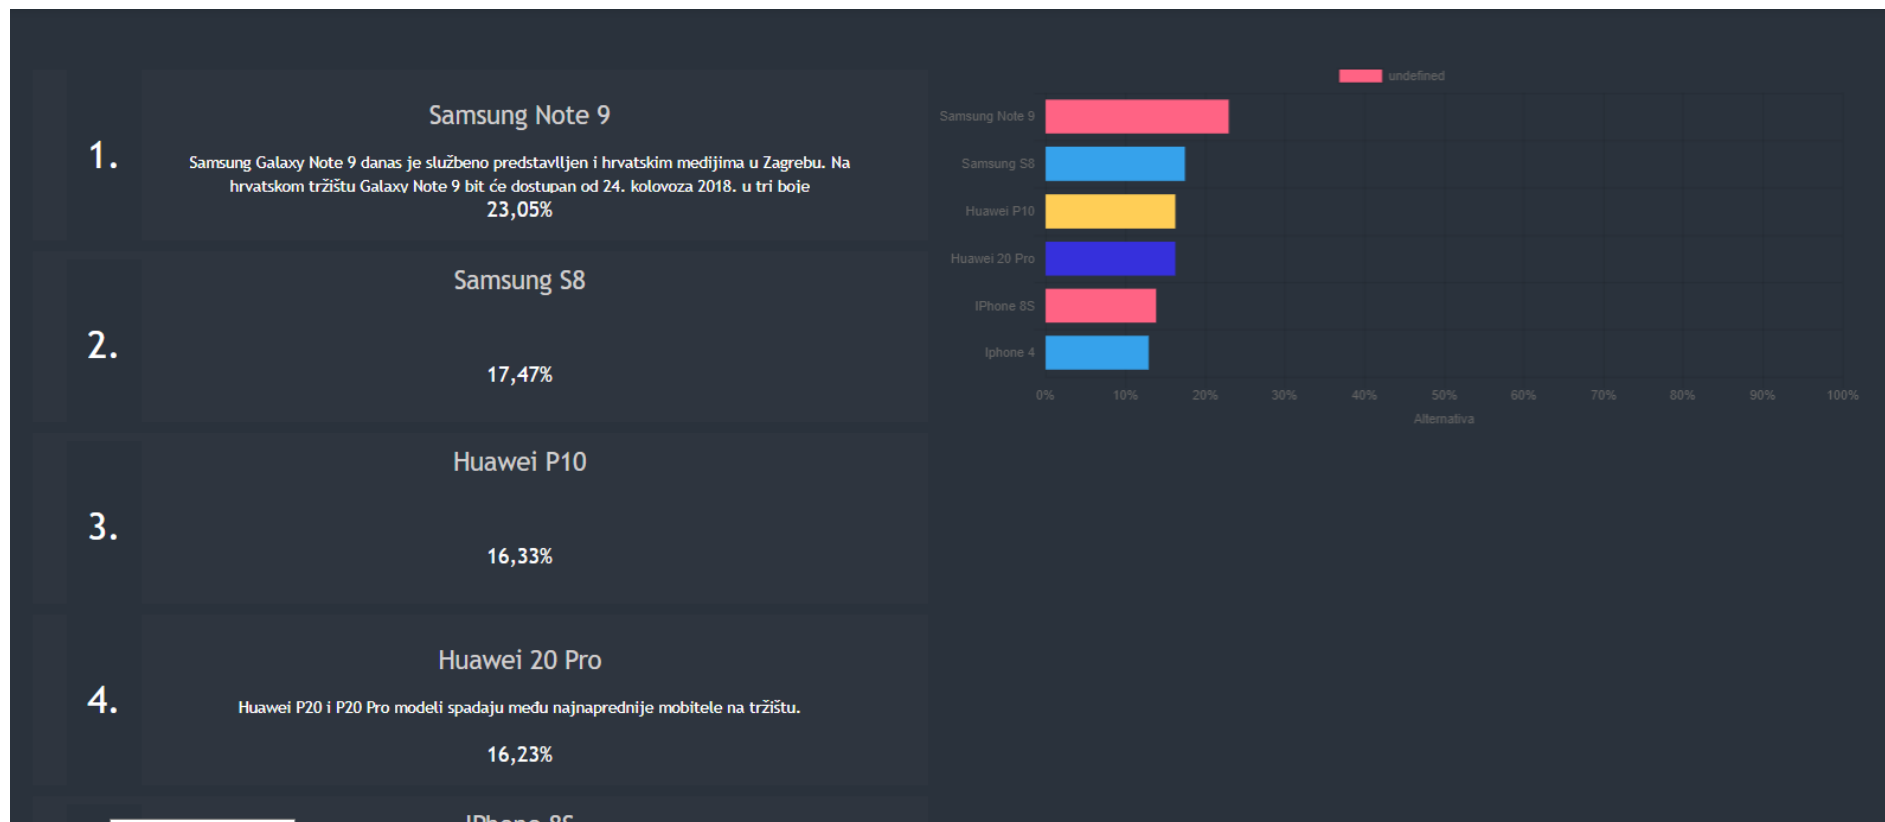 1.
Samsung Note 9
Samsung Galaxy Note 9 danas je službeno predstavlljen i hrvatskim medijima u Zagrebu. Na
hrvatskom tržištu Galaxy Note 9 bit će dostupan od 24. kolovoza 2018. u tri boje
23,05%
2.
Samsung S8
17,47%
3.
Huawei P10
16,33%
4.
Huawei 20 Pro
Huawei P20 i P20 Pro modeli spadaju među najnaprednije mobitele na tržištu.
16,23%
IPhone 8S
undefined
Samsung Note 9
Samsung S8
Huawei P10
Huawei 20 Pro
IPhone 8S
Iphone 4
0% 10% 20% 30% 40% 50% 60% 70% 80% 90% 100%
Alternativa